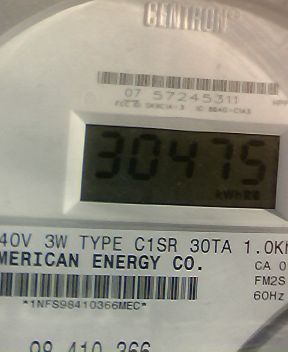 CENTRON®
07 57245311
30475
kWh
40V 3W TYPE C1SR 30TA 1.0K
MERICAN ENERGY CO.
CA 0
FM2S
*1NFS98410366MEC*
60Hz
98 410 366